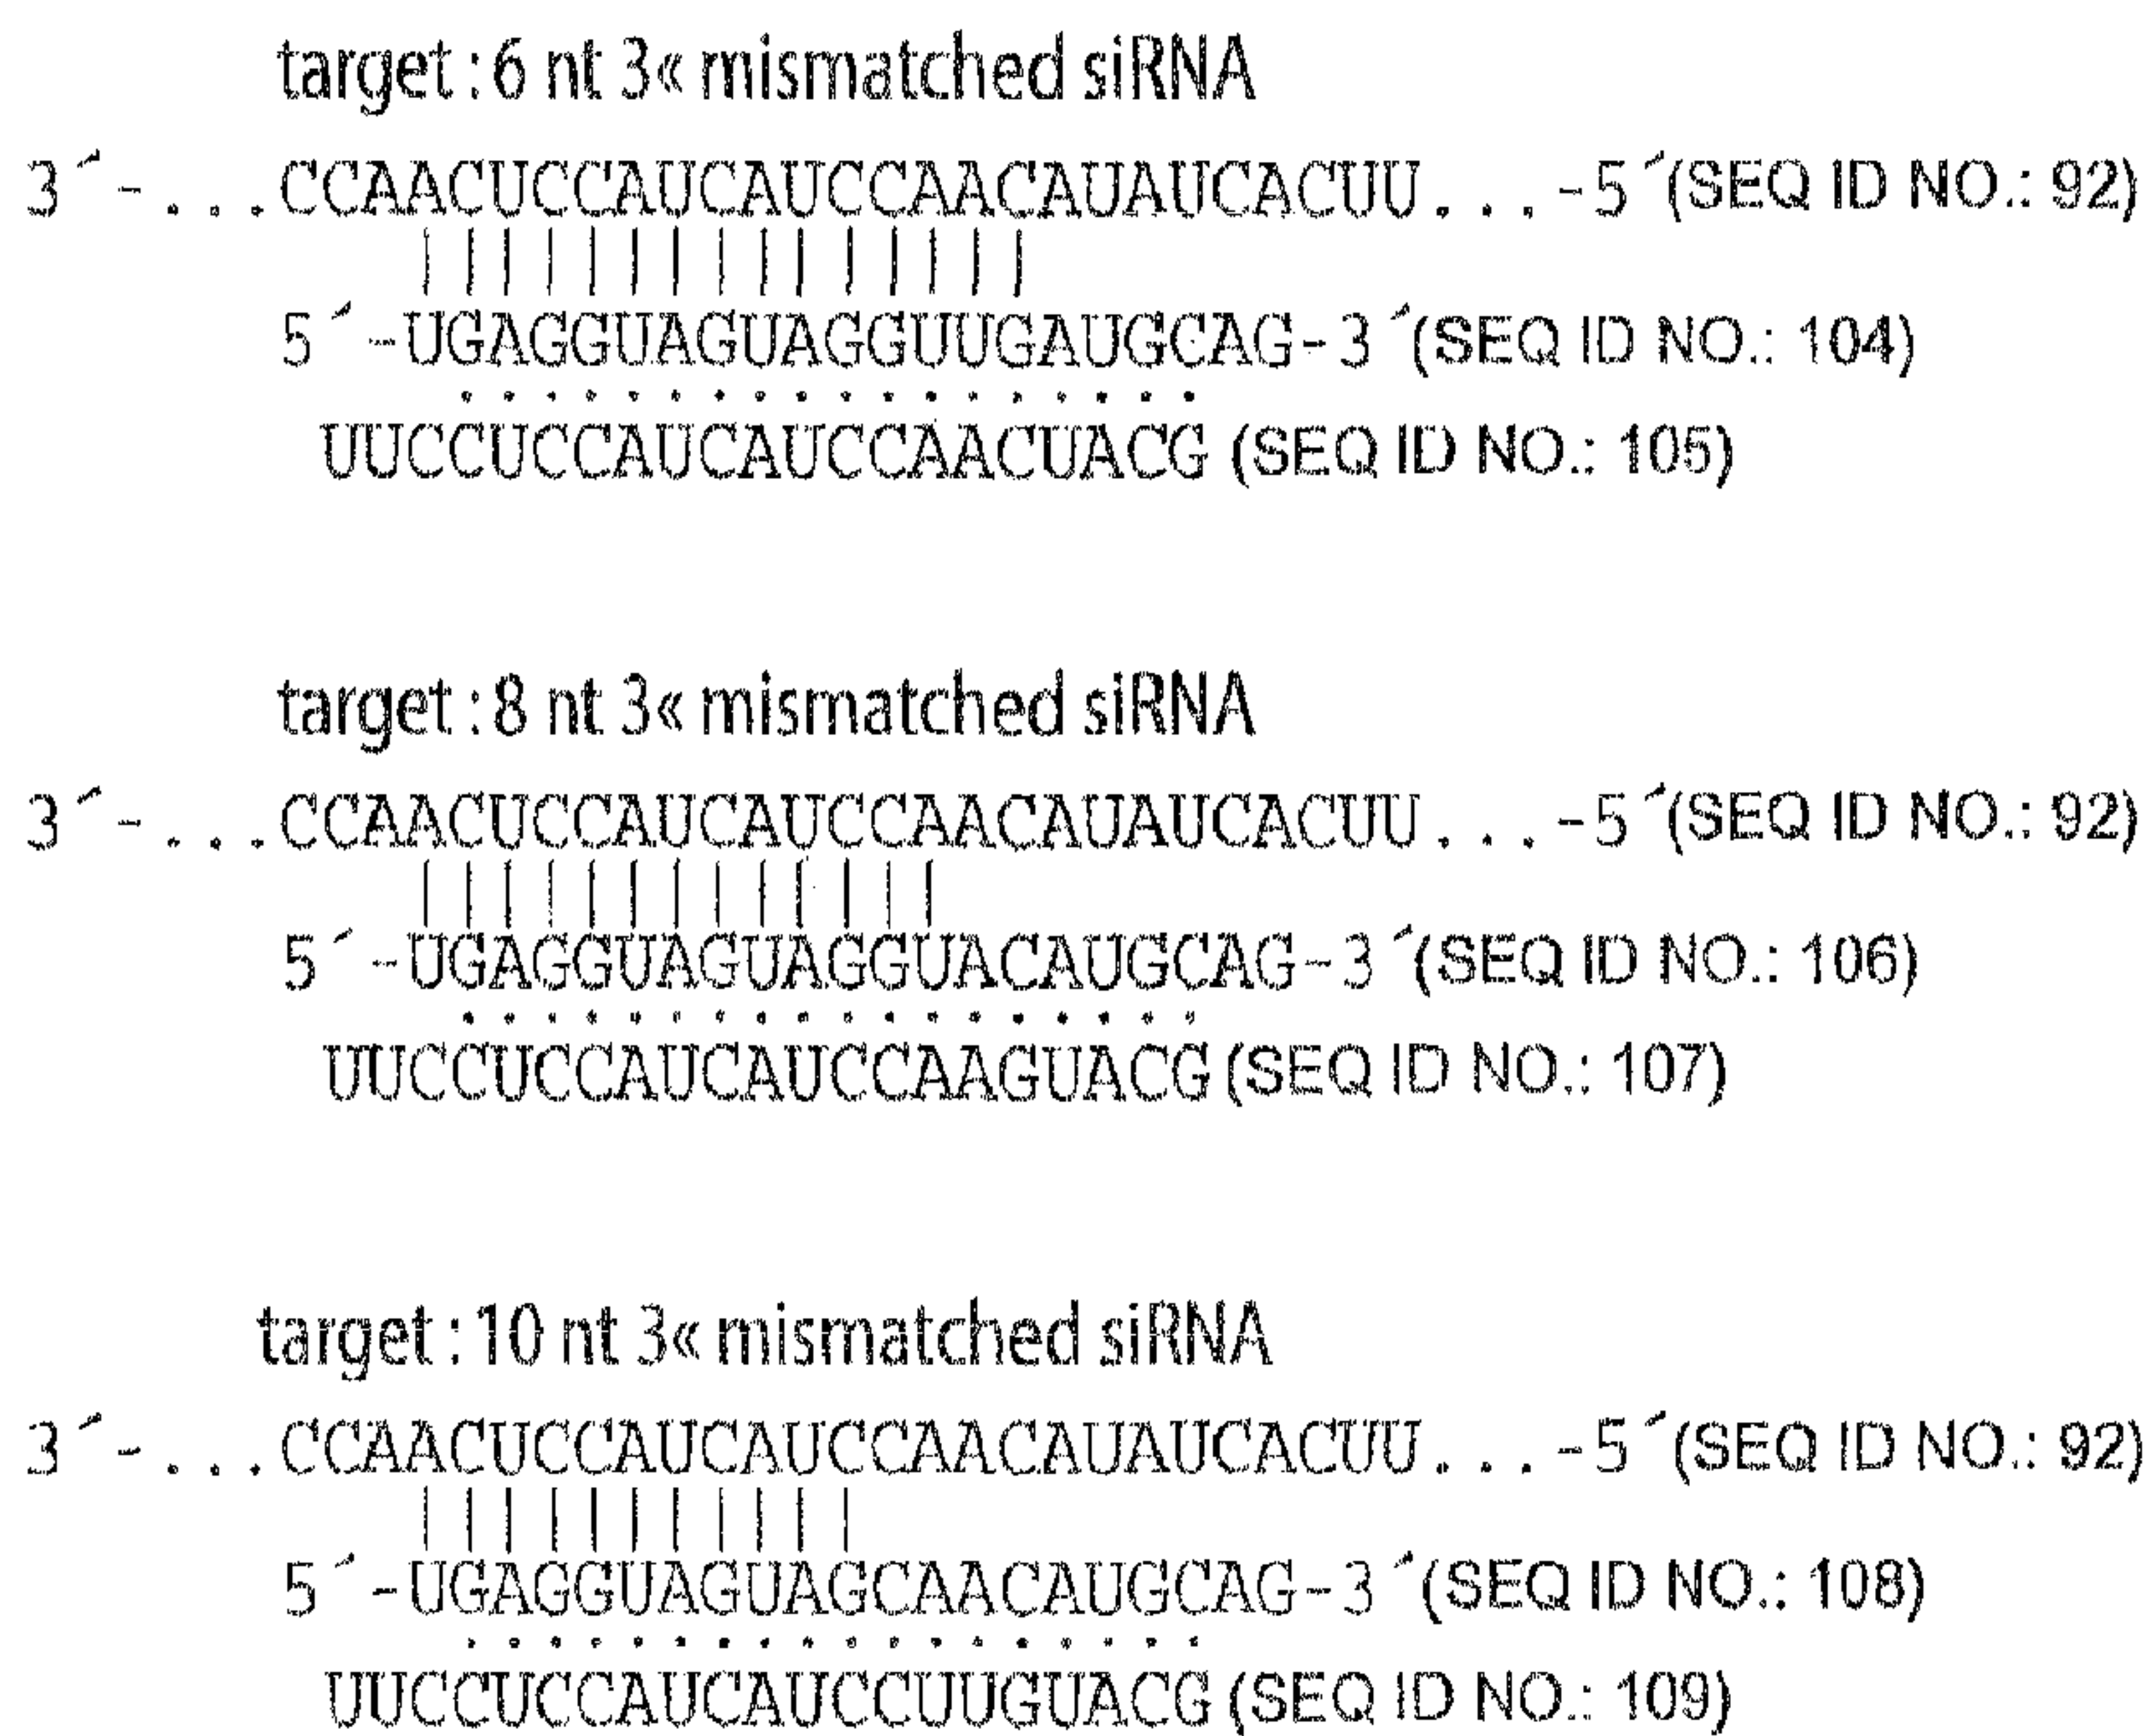 target : 6 nt 3« mismatched siRNA
3´-...CCAACUCCAUCAUCCAACAUAUCACUU...-5´(SEQ ID NO.: 92)
5´-UGAGGUAGUAGGUUGAUGCAG-3´(SEQ ID NO.: 104)
UUCCUCCAUCAUCCAACUACG (SEQ ID NO.: 105)
target : 8 nt 3« mismatched siRNA
3´-...CCAACUCCAUCAUCCAACAUAUCACUU...-5´(SEQ ID NO.: 92)
5´-UGAGGUAGUAGGUACAUGCAG-3´(SEQ ID NO.: 106)
UUCCUCCAUCAUCCAAGUACG (SEQ ID NO.: 107)
target : 10 nt 3« mismatched siRNA
3´-...CCAACUCCAUCAUCCAACAUAUCACUU...-5´(SEQ ID NO.: 92)
5´-UGAGGUAGUAGCAACAUGCAG-3´(SEQ ID NO.: 108)
UUCCUCCAUCAUCCUUGUACG (SEQ ID NO.: 109)